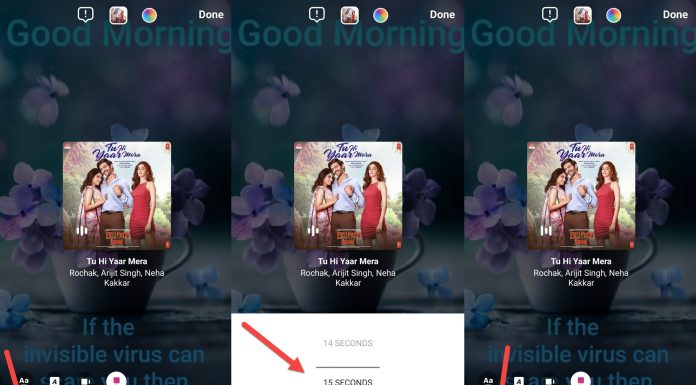 Done
Good Morning
Tu Hi
Yaar Mera
Tu Hi Yaar Mera
Rochak, Arijit Singh, Neha
Kakkar
If the
invisible virus can
you then
Aa
A
Done
Good Morning
Tu Hi
Yaar Mera
Tu Hi Yaar Mera
Rochak, Arijit Singh, Neha
Kakkar
14 SECONDS
15 SECONDS
Done
Good Morning
Tu Hi
Yaar Mera
Tu Hi Yaar Mera
Rochak, Arijit Singh, Neha
Kakkar
If the
invisible virus can
you then
Aa
A